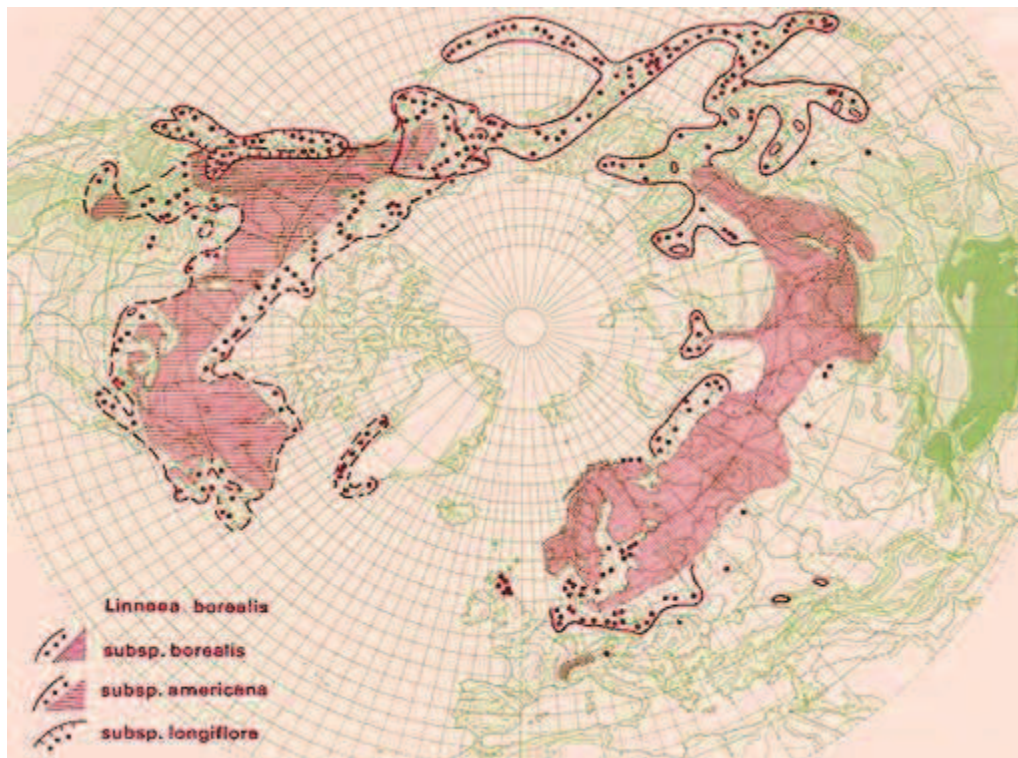 Linnaea borealis
subsp. borealis
subsp. americana
subsp. longiflora